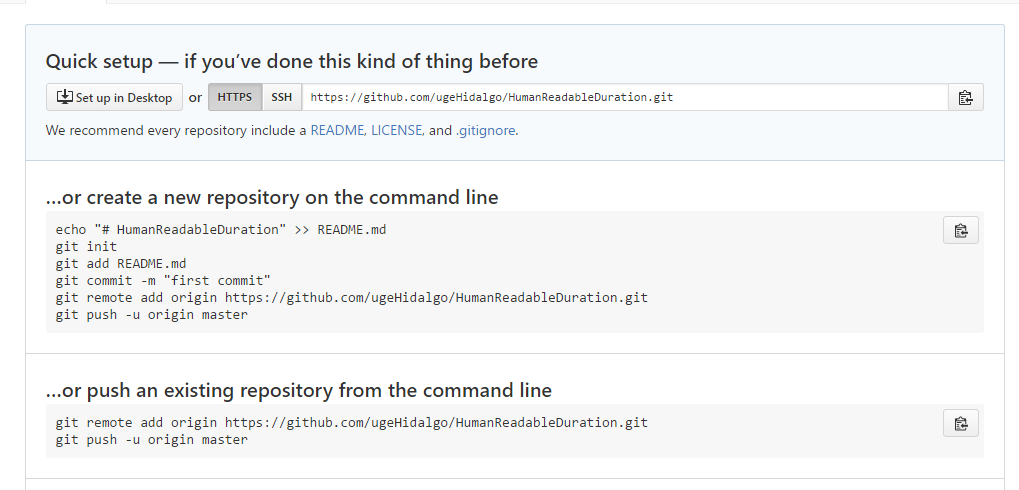 Quick setup — if you’ve done this kind of thing before
Set up in Desktop or HTTPS SSH https://github.com/ugeHidalgo/HumanReadableDuration.git
We recommend every repository include a README, LICENSE, and .gitignore.
…or create a new repository on the command line
echo "# HumanReadableDuration" >> README.md
git init
git add README.md
git commit -m "first commit"
git remote add origin https://github.com/ugeHidalgo/HumanReadableDuration.git
git push -u origin master
…or push an existing repository from the command line
git remote add origin https://github.com/ugeHidalgo/HumanReadableDuration.git
git push -u origin master